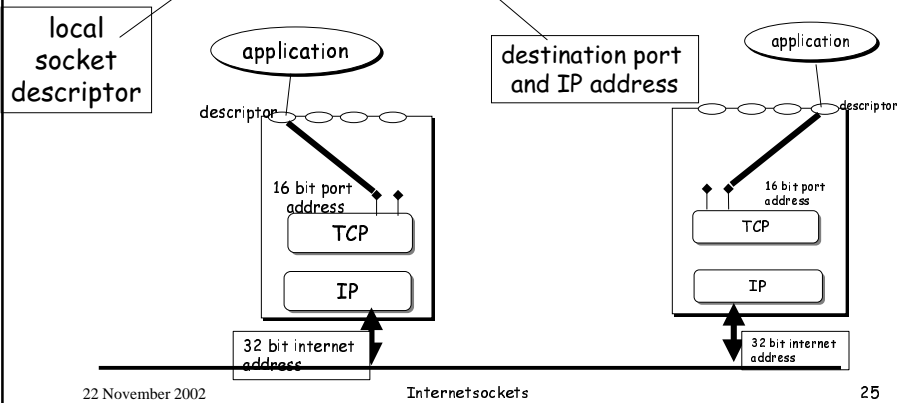 local
socket
descriptor
application
destination port
and IP address
application
descriptor
descriptor
16 bit port
address
16 bit port
address
TCP
TCP
IP
IP
32 bit internet
address
32 bit internet
address
22 November 2002
Internetsockets
25